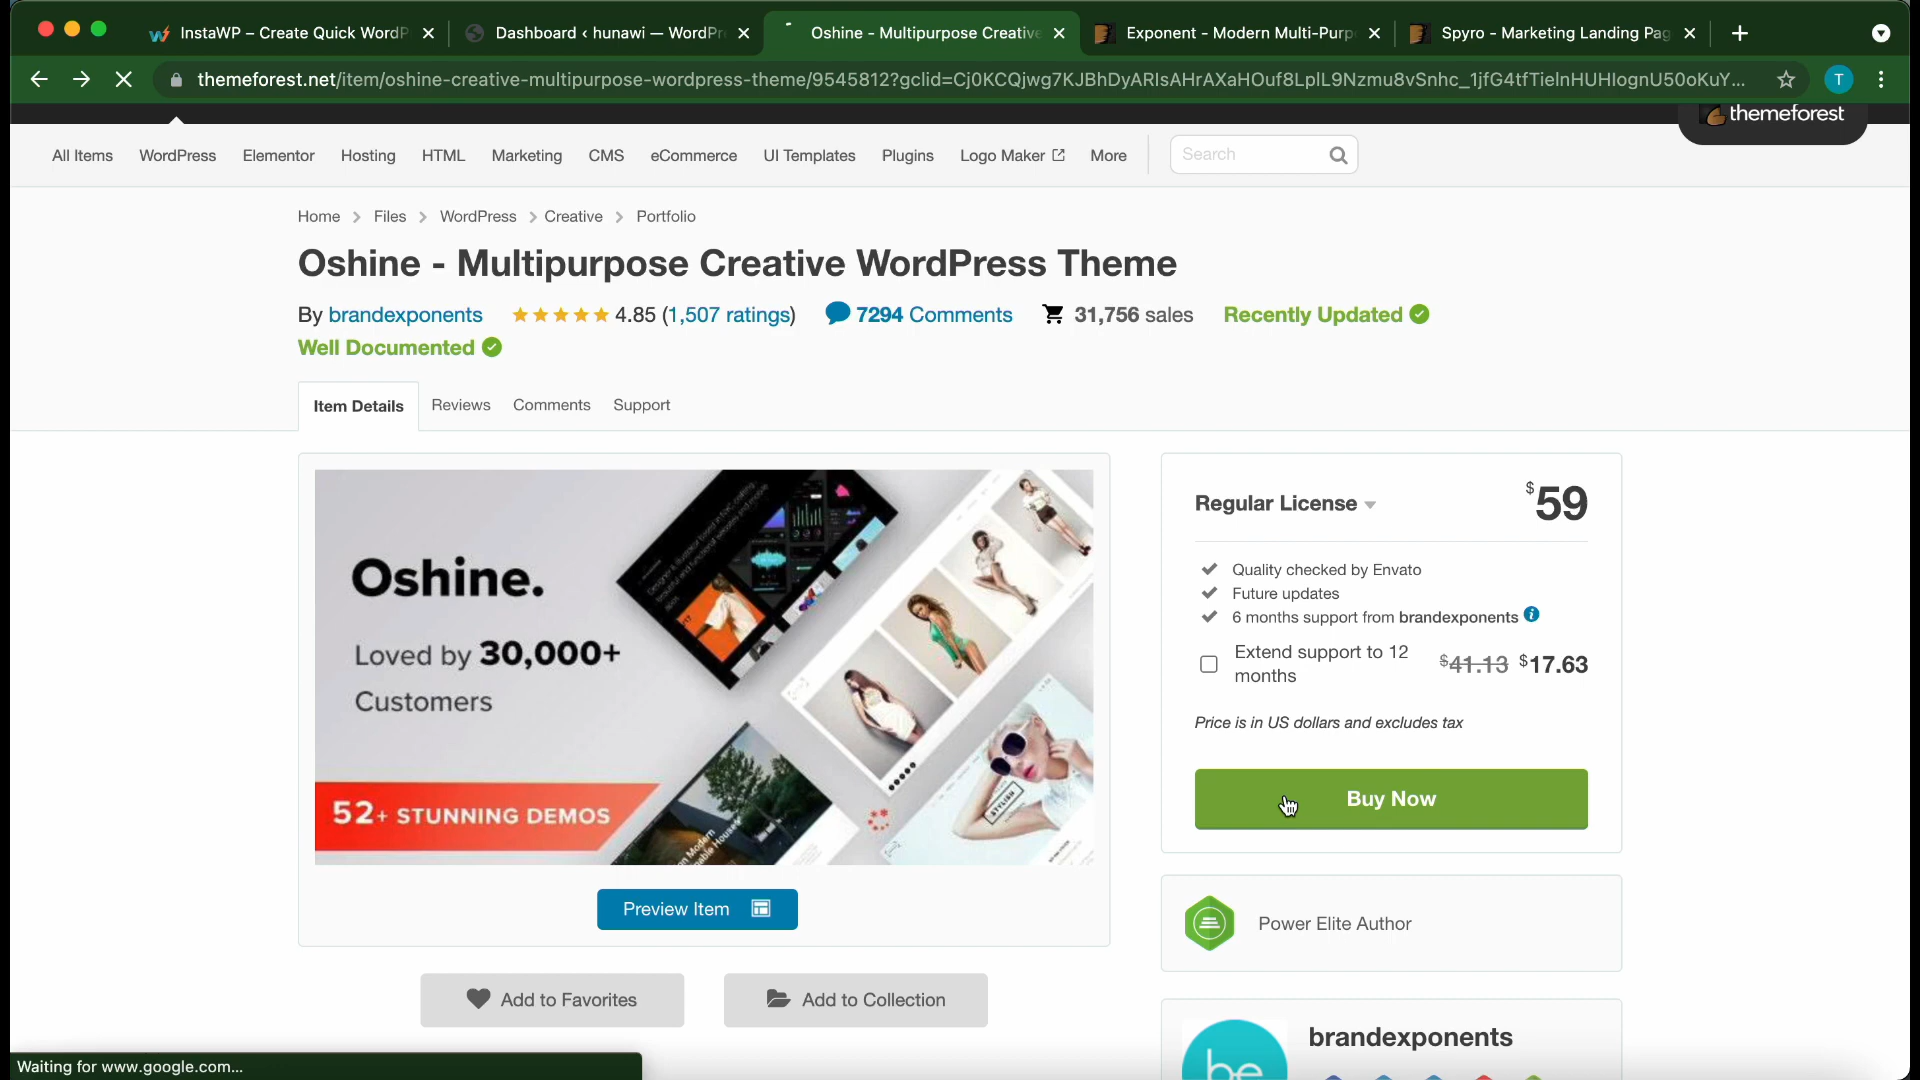 InstaWP – Create Quick WordP
Dashboard ‹ hunawi — WordPre
Oshine - Multipurpose Creative
Exponent - Modern Multi-Purp
Spyro - Marketing Landing Pag
themeforest.net/item/oshine-creative-multipurpose-wordpress-theme/9545812?gclid=Cj0KCQjwg7KJBhDyARIsAHrAXaHOuf8LplL9Nzmu8vSnhc_1jfG4tfTielnHUHlognU50oKuY...
T
themeforest
All Items WordPress Elementor Hosting HTML Marketing CMS eCommerce UI Templates Plugins Logo Maker More Search
Home > Files > WordPress > Creative > Portfolio
Oshine - Multipurpose Creative WordPress Theme
By brandexponents 4.85 (1,507 ratings) 7294 Comments 31,756 sales Recently Updated
Well Documented
Item Details Reviews Comments Support
Oshine.
Loved by 30,000+
Customers
52+ STUNNING DEMOS
STYLISH
Preview Item
Add to Favorites Add to Collection
Regular License $59
Quality checked by Envato
Future updates
6 months support from brandexponents
Extend support to 12 months $41.13 $17.63
Price is in US dollars and excludes tax
Buy Now
Power Elite Author
be
brandexponents
Waiting for www.google.com...